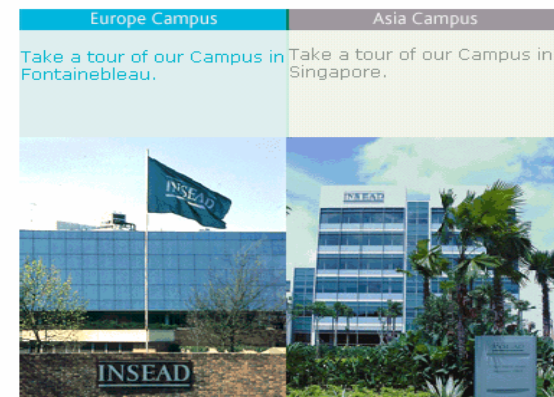 Europe Campus
Asia Campus
Take a tour of our Campus in
Fontainebleau.
Take a tour of our Campus in
Singapore.
INSEAD
INSEAD
INSEAD
INSEAD